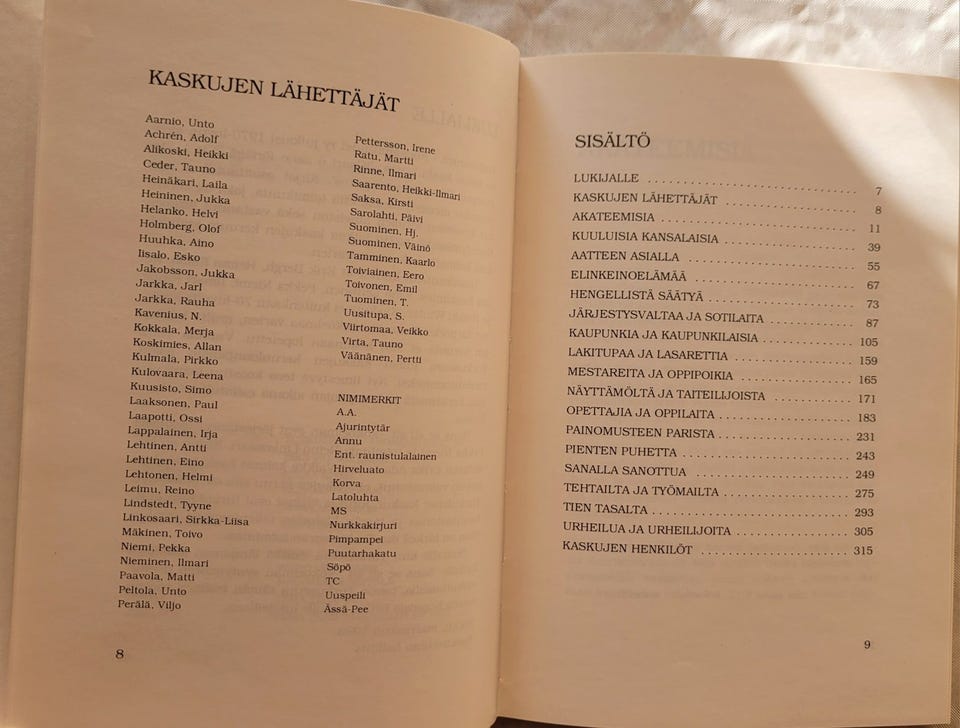 KASKUJEN LÄHETTÄJÄT
Aarnio, Unto
Achrén, Adolf
Alikoski, Heikki
Ceder, Tauno
Heinäkari, Laila
Heininen, Jukka
Helanko, Helvi
Holmberg, Olof
Huuhka, Aino
Iisalo, Esko
Jakobsson, Jukka
Jarkka, Jarl
Jarkka, Rauha
Kavenius, N.
Kokkala, Merja
Koskimies, Allan
Kulmala, Pirkko
Kulovaara, Leena
Kuusisto, Simo
Laaksonen, Paul
Laapotti, Ossi
Lappalainen, Irja
Lehtinen, Antti
Lehtinen, Eino
Lehtonen, Helmi
Leimu, Reino
Lindstedt, Tyyne
Linkosaari, Sirkka-Liisa
Mäkinen, Toivo
Niemi, Pekka
Nieminen, Ilmari
Paavola, Matti
Peltola, Unto
Perälä, Viljo
Pettersson, Irene
Ratu, Martti
Rinne, Ilmari
Saarento, Heikki-Ilmari
Saksa, Kirsti
Sarolahti, Päivi
Suominen, Hj.
Suominen, Väinö
Tamminen, Kaarlo
Toiviainen, Eero
Toivonen, Emil
Tuominen, T.
Uusitupa, S.
Viirtomaa, Veikko
Virta, Tauno
Väänänen, Pertti
NIMIMERKIT
A.A.
Ajurintytär
Annu
Ent. raunistulalainen
Hirveluato
Korva
Latoluhta
MS
Nurkkakirjuri
Pimpampei
Puutarhakatu
Söpö
TC
Uuspeili
Ässä-Pee
8
SISÄLTÖ
LUKIJALLE 7
KASKUJEN LÄHETTÄJÄT 8
AKATEEMISIA 11
KUULUISIA KANSALAISIA 39
AATTEEN ASIALLA 55
ELINKEINOELÄMÄÄ 67
HENGELLISTÄ SÄÄTYÄ 73
JÄRJESTYSVALTAA JA SOTILAITA 87
KAUPUNKIA JA KAUPUNKILAISIA 105
LAKITUPAA JA LASARETTIA 159
MESTAREITA JA OPPIPOIKIA 165
NÄYTTÄMÖLTÄ JA TAITEILIJOISTA 171
OPETTAJIA JA OPPILAITA 183
PAINOMUSTEEN PARISTA 231
PIENTEN PUHETTA 243
SANALLA SANOTTUA 249
TEHTAILTA JA TYÖMAILTA 275
TIEN TASALTA 293
URHEILUA JA URHEILIJOITA 305
KASKUJEN HENKILÖT 315
9